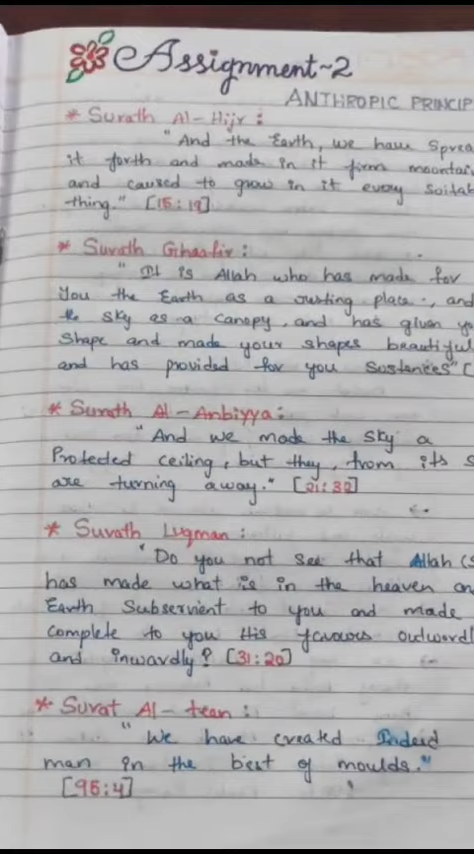 Assignment-2
ANTHROPIC PRINCIP
* Surath Al-Hijr :
"And the Earth, we have Sprea
it forth and made in it firm mountai
and caused to grow in it every Suitab
thing." [15:19]
* Surath Ghaafir :
"It is Allah who has made for
You the Earth as a resting place, and
the sky as a canopy, and has given yo
Shape and made your shapes beautiful
and has provided for you Sustances" [
* Surath Al-Anbiyya :
"And we made the sky a
Protected ceiling, but they, from its s
are turning away." [21:32]
* Surath Luqman :
"Do you not see that Allah (s
has made what is in the heaven an
Earth Subservient to you and made
complete to you His favours outwordl
and inwardly? [31:20]
* Surat Al-teen :
"We have created Indeed
man in the best of moulds."
[95:4]